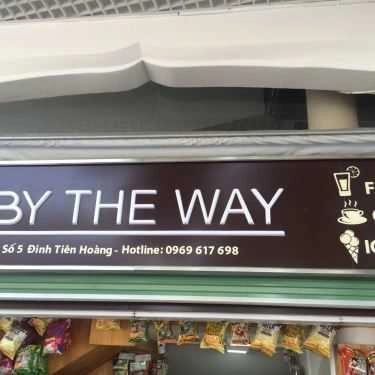 BY THE WAY
Số 5 Đinh Tiên Hoàng - Hotline: 0969 617 698